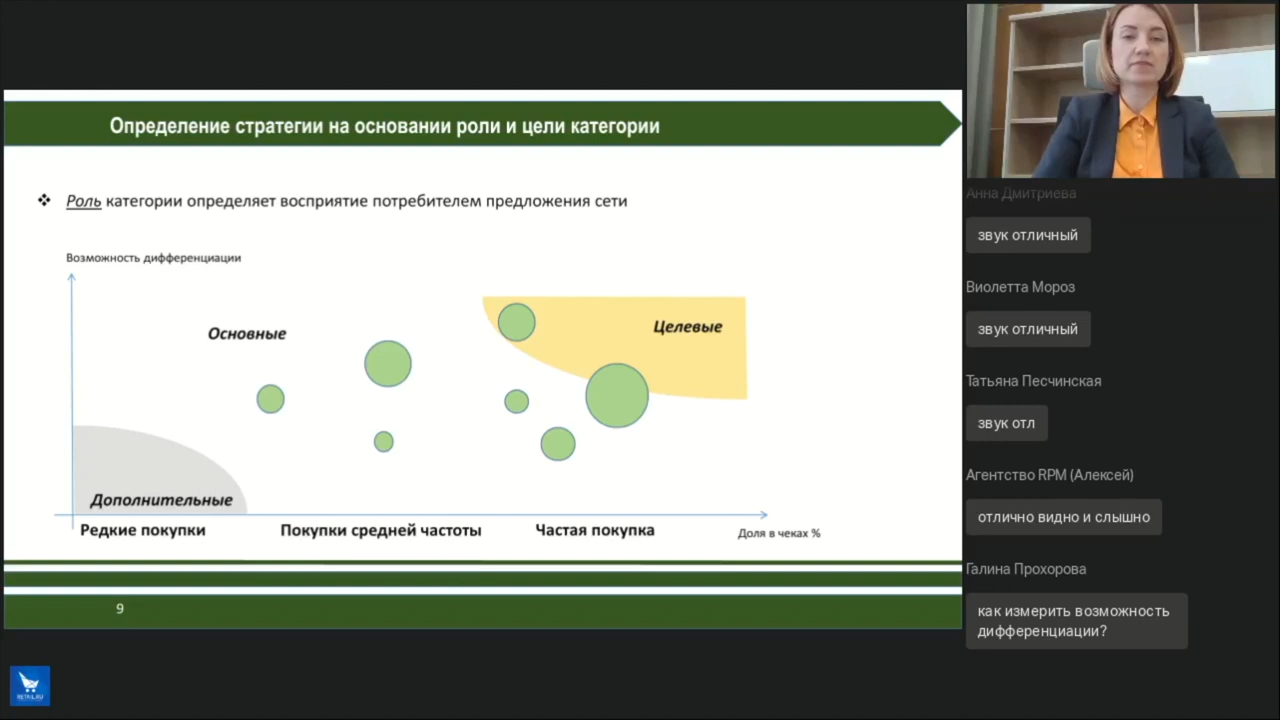 Определение стратегии на основании роли и цели категории
❖ Роль категории определяет восприятие потребителем предложения сети
Возможность дифференциации
Основные
Целевые
Дополнительные
Редкие покупки
Покупки средней частоты
Частая покупка
Доля в чеках %
9
RETAIL.RU
Анна Дмитриева
звук отличный
Виолетта Мороз
звук отличный
Татьяна Песчинская
звук отл
Агентство RPM (Алексей)
отлично видно и слышно
Галина Прохорова
как измерить возможность
дифференциации?